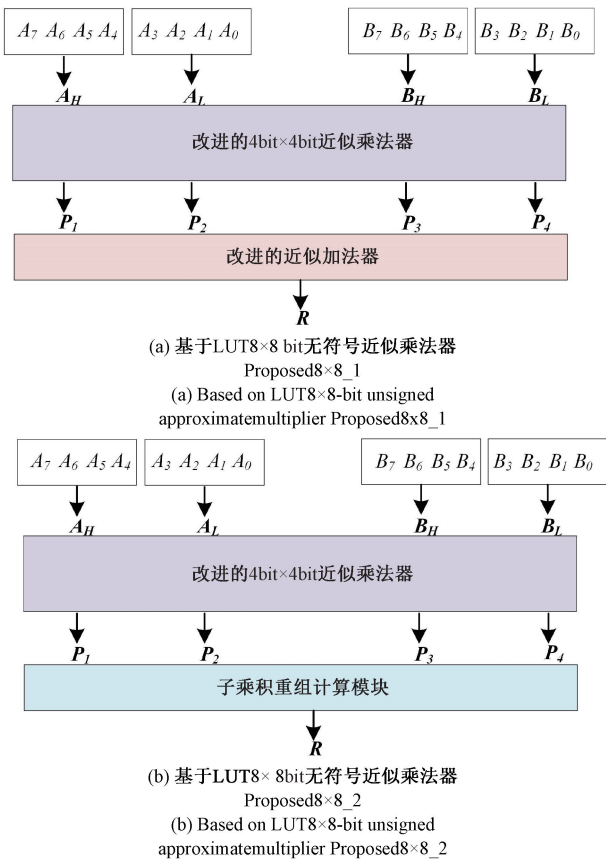 A7 A6 A5 A4 A3 A2 A1 A0 B7 B6 B5 B4 B3 B2 B1 B0
AH AL BH BL
改进的4bit×4bit近似乘法器
P1 P2 P3 P4
改进的近似加法器
R
(a) 基于LUT8×8 bit无符号近似乘法器
Proposed8×8_1
(a) Based on LUT8×8-bit unsigned
approximatemultiplier Proposed8x8_1
A7 A6 A5 A4 A3 A2 A1 A0 B7 B6 B5 B4 B3 B2 B1 B0
AH AL BH BL
改进的4bit×4bit近似乘法器
P1 P2 P3 P4
子乘积重组计算模块
R
(b) 基于LUT8× 8bit无符号近似乘法器
Proposed8×8_2
(b) Based on LUT8×8-bit unsigned
approximatemultiplier Proposed8×8_2